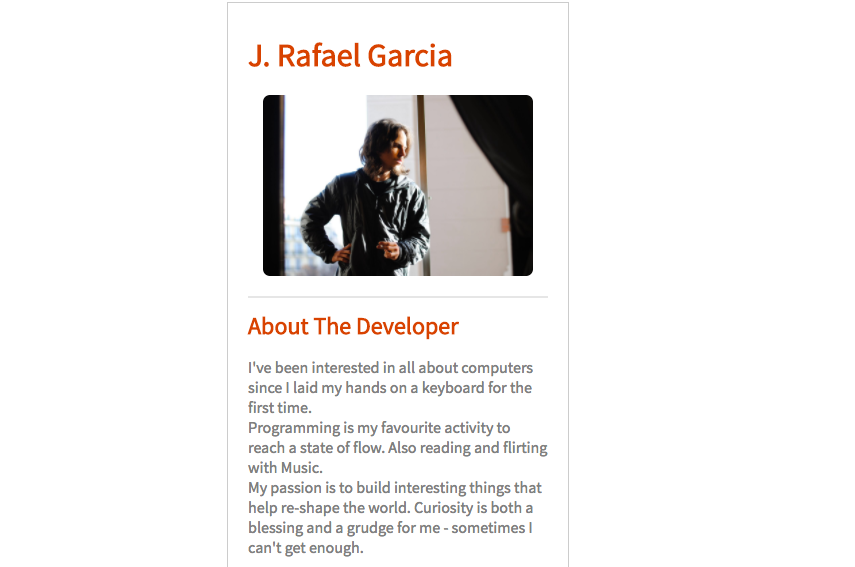 J. Rafael Garcia
About The Developer
I've been interested in all about computers
since I laid my hands on a keyboard for the
first time.
Programming is my favourite activity to
reach a state of flow. Also reading and flirting
with Music.
My passion is to build interesting things that
help re-shape the world. Curiosity is both a
blessing and a grudge for me - sometimes I
can't get enough.